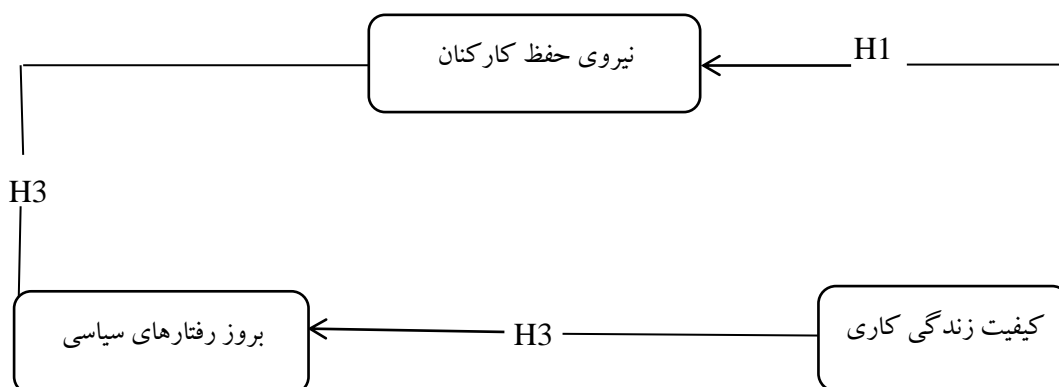 نیروی حفظ کارکنان
H1
H3
کیفیت زندگی کاری
H3
بروز رفتارهای سیاسی